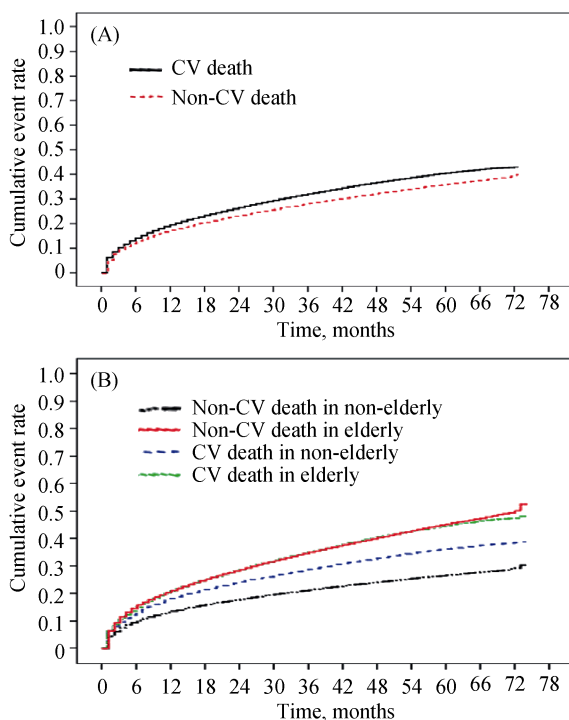 (A)
CV death
Non-CV death
Cumulative event rate
1.0
0.9
0.8
0.7
0.6
0.5
0.4
0.3
0.2
0.1
0
0 6 12 18 24 30 36 42 48 54 60 66 72 78
Time, months
(B)
Non-CV death in non-elderly
Non-CV death in elderly
CV death in non-elderly
CV death in elderly
Cumulative event rate
1.0
0.9
0.8
0.7
0.6
0.5
0.4
0.3
0.2
0.1
0
0 6 12 18 24 30 36 42 48 54 60 66 72 78
Time, months